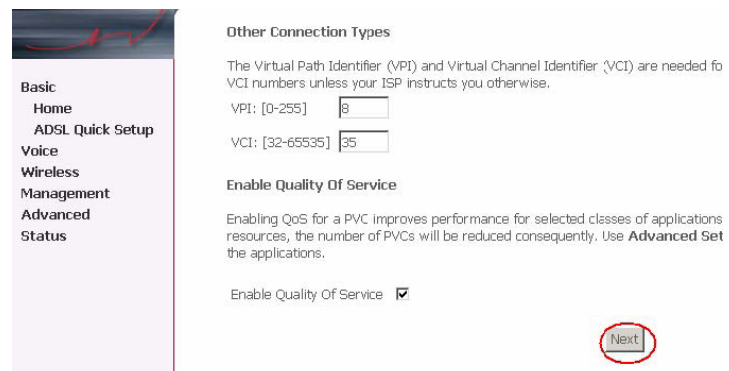 Basic
Home
ADSL Quick Setup
Voice
Wireless
Management
Advanced
Status
Other Connection Types
The Virtual Path Identifier (VPI) and Virtual Channel Identifier (VCI) are needed fo
VCI numbers unless your ISP instructs you otherwise.
VPI: [0-255] 8
VCI: [32-65535] 35
Enable Quality Of Service
Enabling QoS for a PVC improves performance for selected classes of applications
resources, the number of PVCs will be reduced consequently. Use Advanced Set
the applications.
Enable Quality Of Service
Next